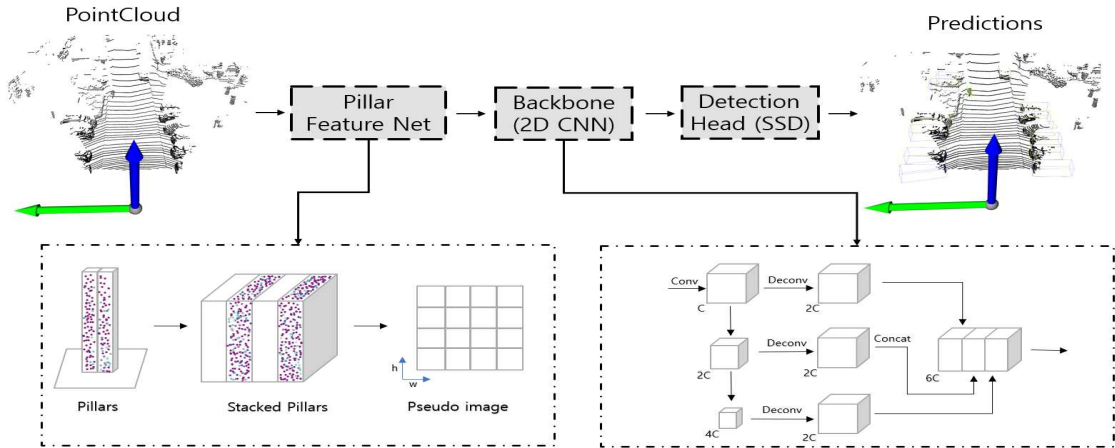 PointCloud
Predictions
Pillar
Feature Net
Backbone
(2D CNN)
Detection
Head (SSD)
Pillars
Stacked Pillars
h
w
Pseudo image
Conv
C
Deconv
2C
2C
Deconv
2C
Concat
6C
4C
Deconv
2C